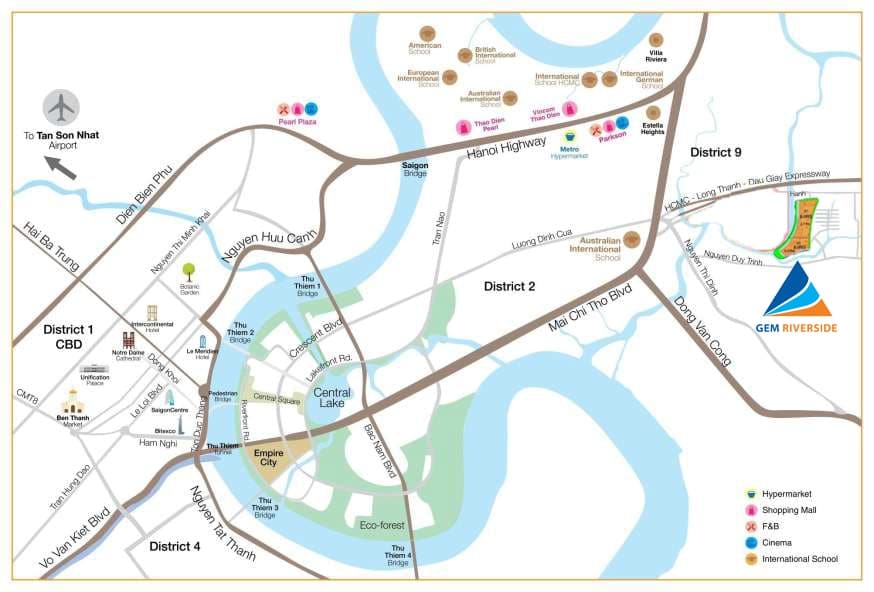 American
School
British
International
School
European
International
School
Australian
International
School
International
School HCMC
International
German
School
Villa
Riviera
Estella
Heights
Thao Dien
Pearl
Vincom
Thao Dien
Metro
Hypermarket
Parkson
Pearl Plaza
To Tan Son Nhat
Airport
Saigon
Bridge
Hanoi Highway
District 9
HCMC - Long Thanh - Dau Giay Expressway
Dien Bien Phu
Hai Ba Trung
Nguyen Thi Minh Khai
Nguyen Huu Canh
Tran Nao
Luong Dinh Cua
Australian
International
School
Nguyen Thi Dinh
Nguyen Duy Trinh
GEM RIVERSIDE
Botanic
Garden
Thu
Thiem 1
Bridge
District 2
Mai Chi Tho Blvd
Dong Van Cong
District 1
CBD
Intercontinental
Hotel
Notre Dame
Cathedral
Le Meridien
Hotel
Thu
Thiem 2
Bridge
Crescent Blvd
Lakefront Rd.
Unification
Palace
Dong Khoi
CMT8
Le Loi Blvd
SaigonCentre
Pedestrian
Bridge
Central Square
Central
Lake
Ben Thanh
Market
Bitexco
Ham Nghi
Ton Duc Thang
Riverfront Rd.
Thu Thiem
Tunnel
Empire
City
Bac Nam Blvd
Tran Hung Dao
Vo Van Kiet Blvd
Nguyen Tat Thanh
Thu
Thiem 3
Bridge
Eco-forest
District 4
Thu
Thiem 4
Bridge
Hypermarket
Shopping Mall
F&B
Cinema
International School